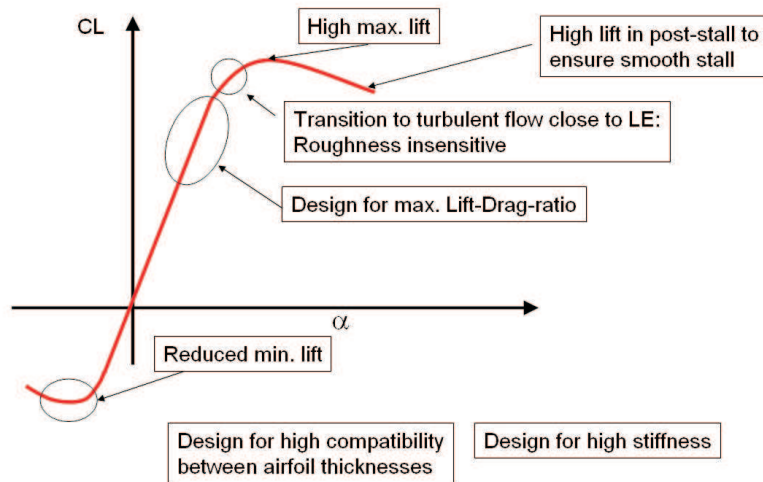 CL
High max. lift
High lift in post-stall to
ensure smooth stall
Transition to turbulent flow close to LE:
Roughness insensitive
Design for max. Lift-Drag-ratio
α
Reduced min. lift
Design for high compatibility
between airfoil thicknesses
Design for high stiffness